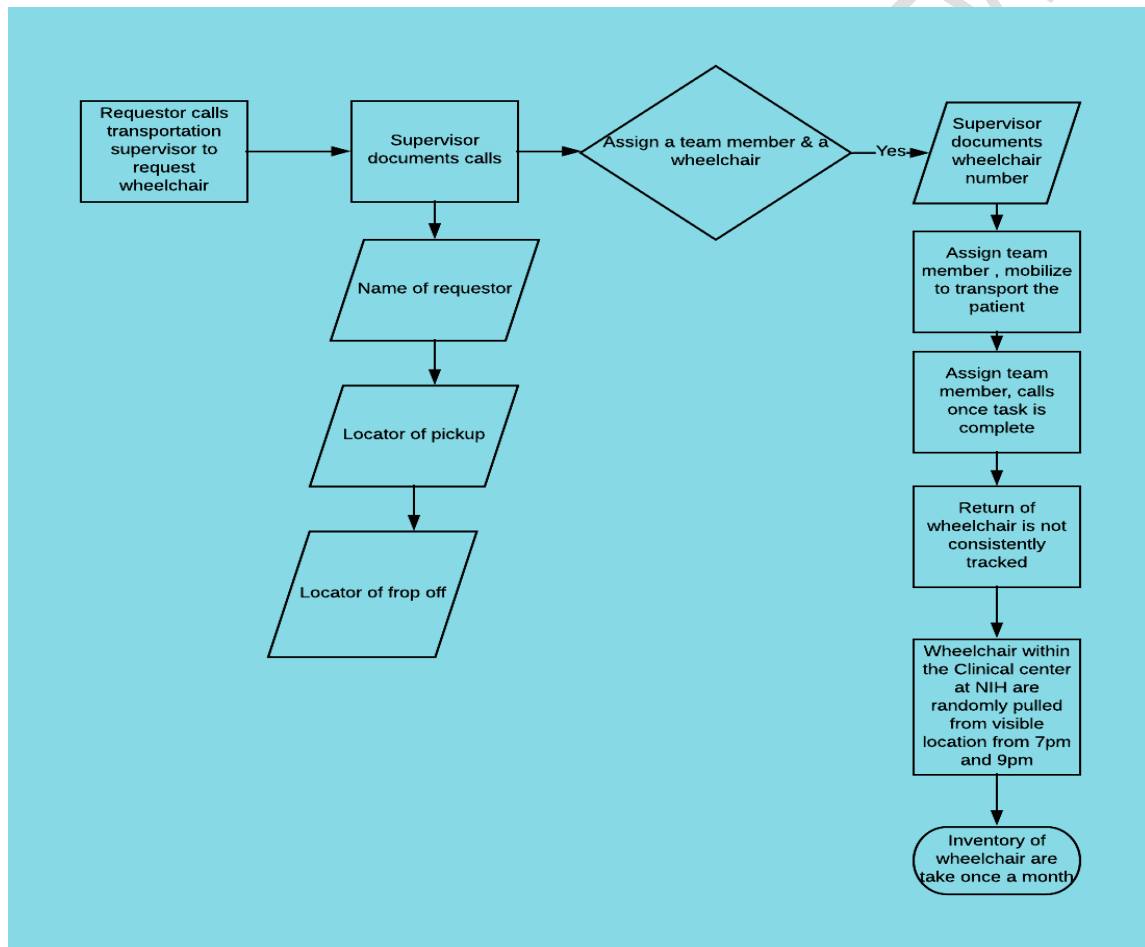 Requestor calls
transportation
supervisor to
request
wheelchair
Supervisor
documents calls
Assign a team member & a
wheelchair
Yes
Supervisor
documents
wheelchair
number
Name of requestor
Locator of pickup
Locator of frop off
Assign team
member , mobilize
to transport the
patient
Assign team
member, calls
once task is
complete
Return of
wheelchair is not
consistently
tracked
Wheelchair within
the Clinical center
at NIH are
randomly pulled
from visible
location from 7pm
and 9pm
Inventory of
wheelchair are
take once a month